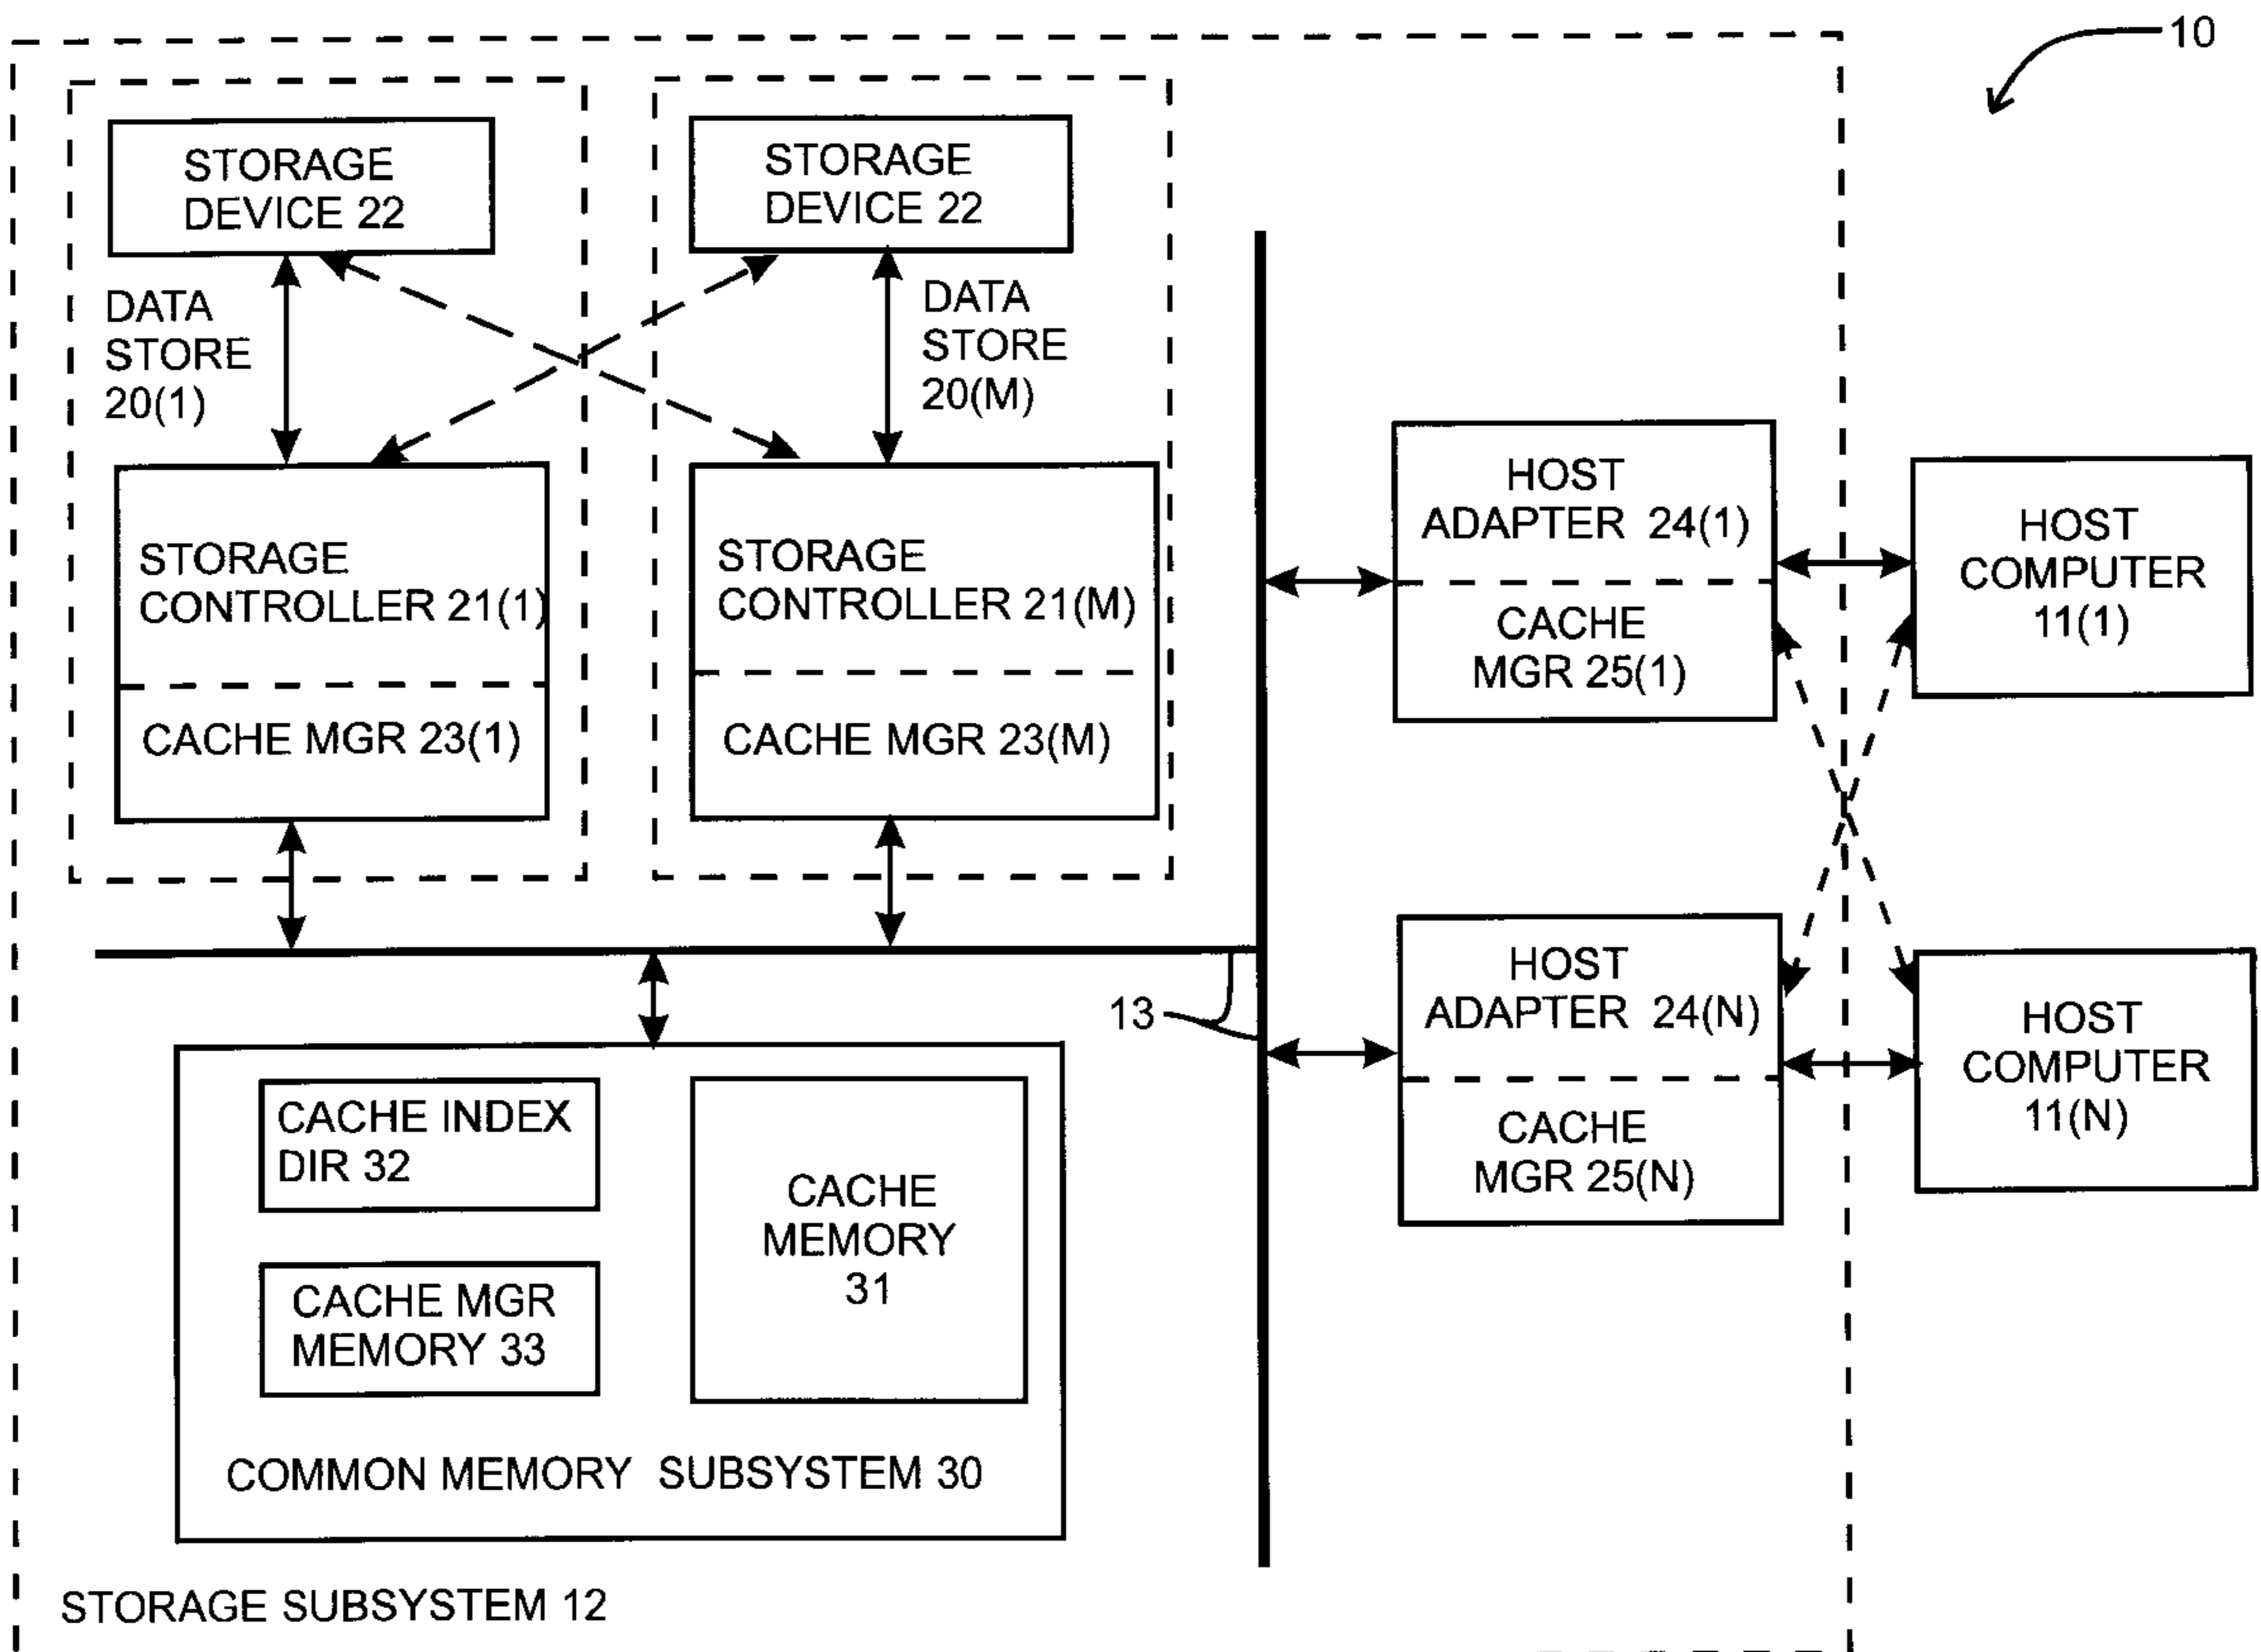 10
STORAGE
DEVICE 22
STORAGE
DEVICE 22
DATA
STORE
20(1)
DATA
STORE
20(M)
STORAGE
CONTROLLER 21(1)
CACHE MGR 23(1)
STORAGE
CONTROLLER 21(M)
CACHE MGR 23(M)
HOST
ADAPTER 24(1)
CACHE
MGR 25(1)
HOST
COMPUTER
11(1)
13
HOST
ADAPTER 24(N)
CACHE
MGR 25(N)
HOST
COMPUTER
11(N)
CACHE INDEX
DIR 32
CACHE MGR
MEMORY 33
CACHE
MEMORY
31
COMMON MEMORY SUBSYSTEM 30
STORAGE SUBSYSTEM 12